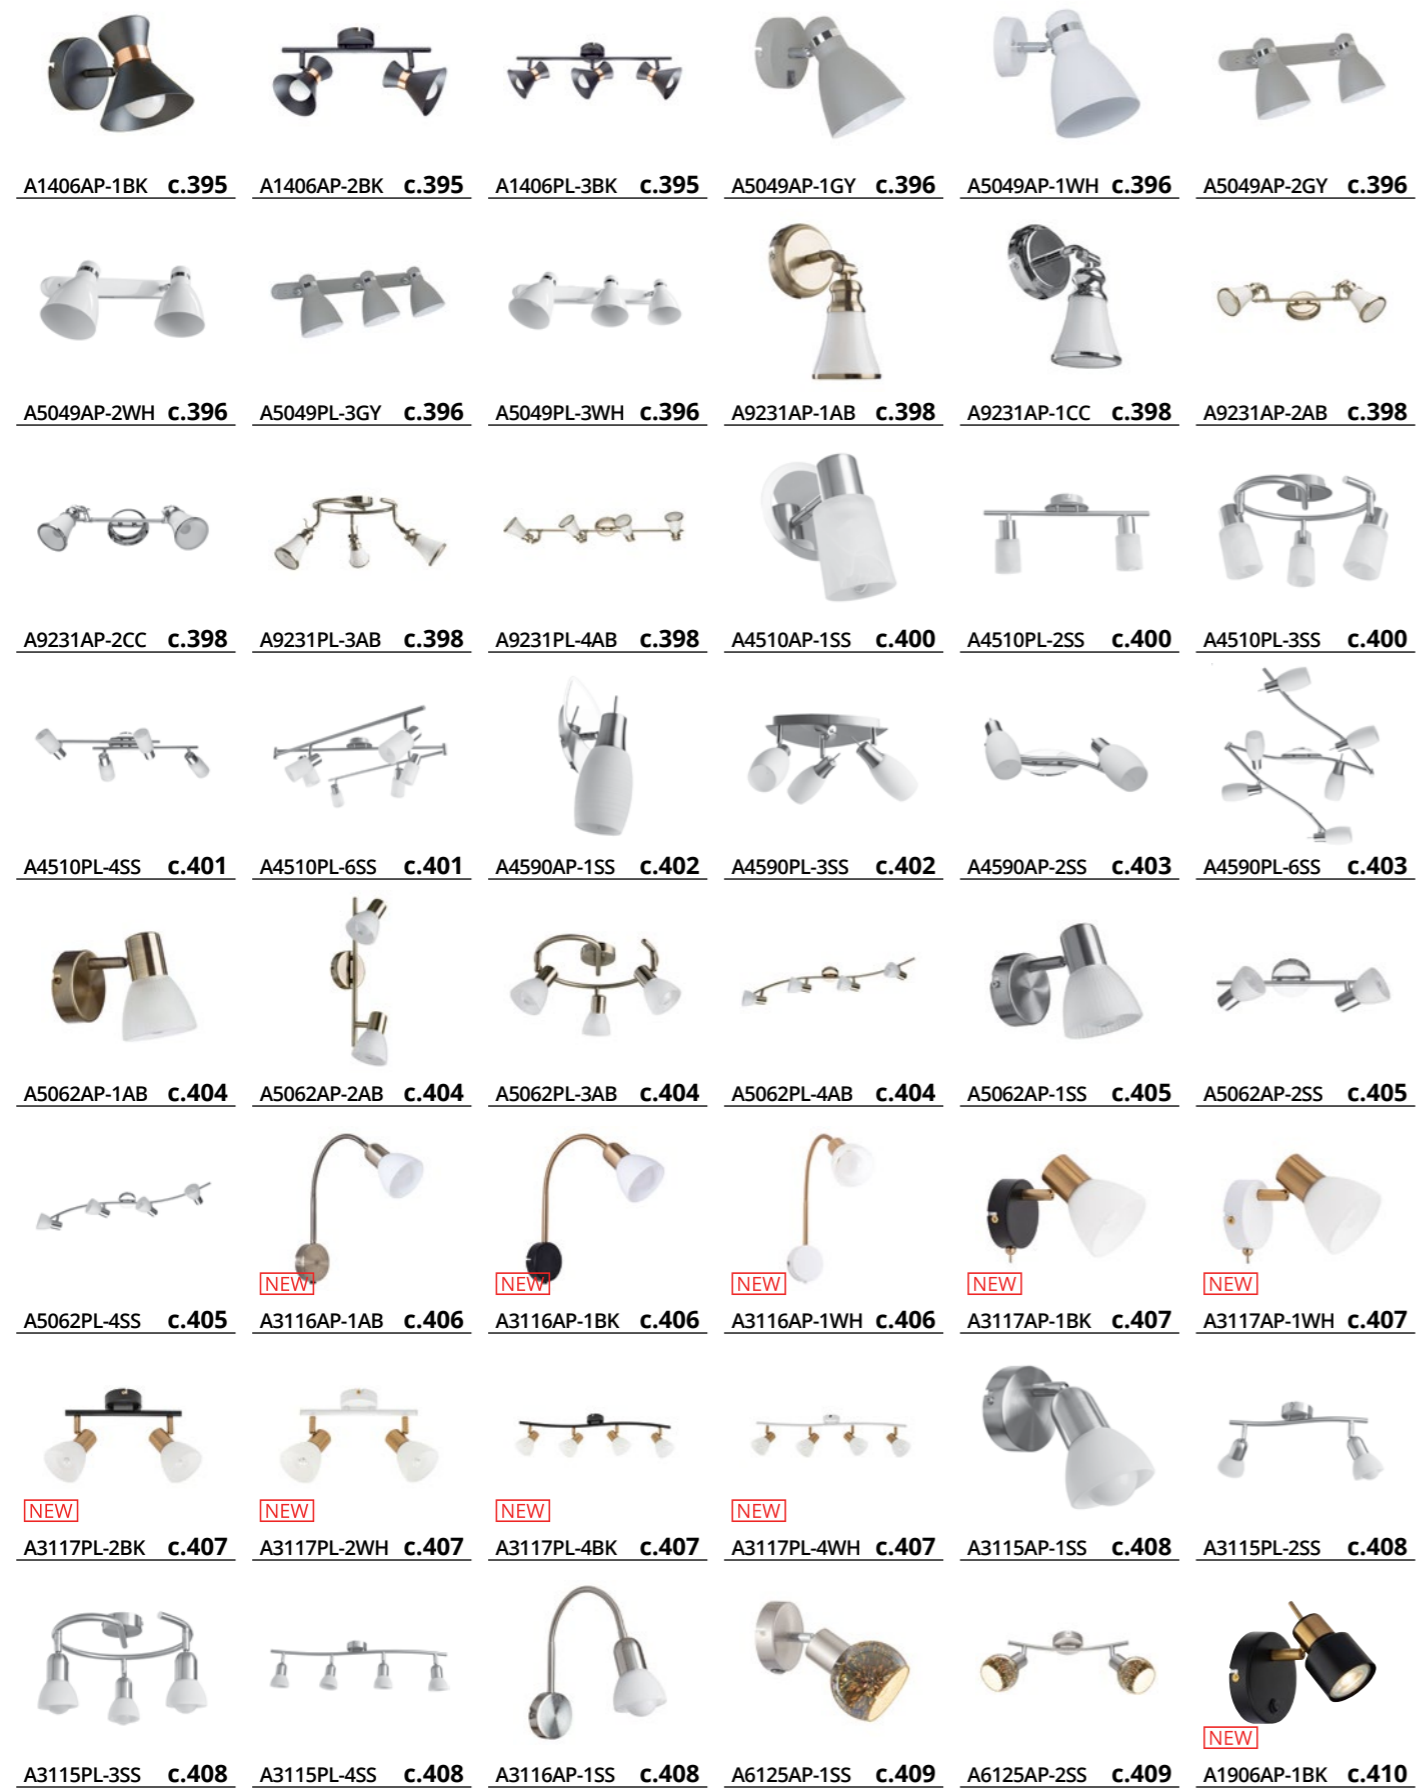 A1406AP-1BK c.395 A1406AP-2BK c.395 A1406PL-3BK c.395 A5049AP-1GY c.396 A5049AP-1WH c.396 A5049AP-2GY c.396
A5049AP-2WH c.396 A5049PL-3GY c.396 A5049PL-3WH c.396 A9231AP-1AB c.398 A9231AP-1CC c.398 A9231AP-2AB c.398
A9231AP-2CC c.398 A9231PL-3AB c.398 A9231PL-4AB c.398 A4510AP-1SS c.400 A4510PL-2SS c.400 A4510PL-3SS c.400
A4510PL-4SS c.401 A4510PL-6SS c.401 A4590AP-1SS c.402 A4590PL-3SS c.402 A4590AP-2SS c.403 A4590PL-6SS c.403
A5062AP-1AB c.404 A5062AP-2AB c.404 A5062PL-3AB c.404 A5062PL-4AB c.404 A5062AP-1SS c.405 A5062AP-2SS c.405
NEW NEW NEW NEW NEW
A5062PL-4SS c.405 A3116AP-1AB c.406 A3116AP-1BK c.406 A3116AP-1WH c.406 A3117AP-1BK c.407 A3117AP-1WH c.407
NEW NEW NEW NEW
A3117PL-2BK c.407 A3117PL-2WH c.407 A3117PL-4BK c.407 A3117PL-4WH c.407 A3115AP-1SS c.408 A3115PL-2SS c.408
NEW
A3115PL-3SS c.408 A3115PL-4SS c.408 A3116AP-1SS c.408 A6125AP-1SS c.409 A6125AP-2SS c.409 A1906AP-1BK c.410